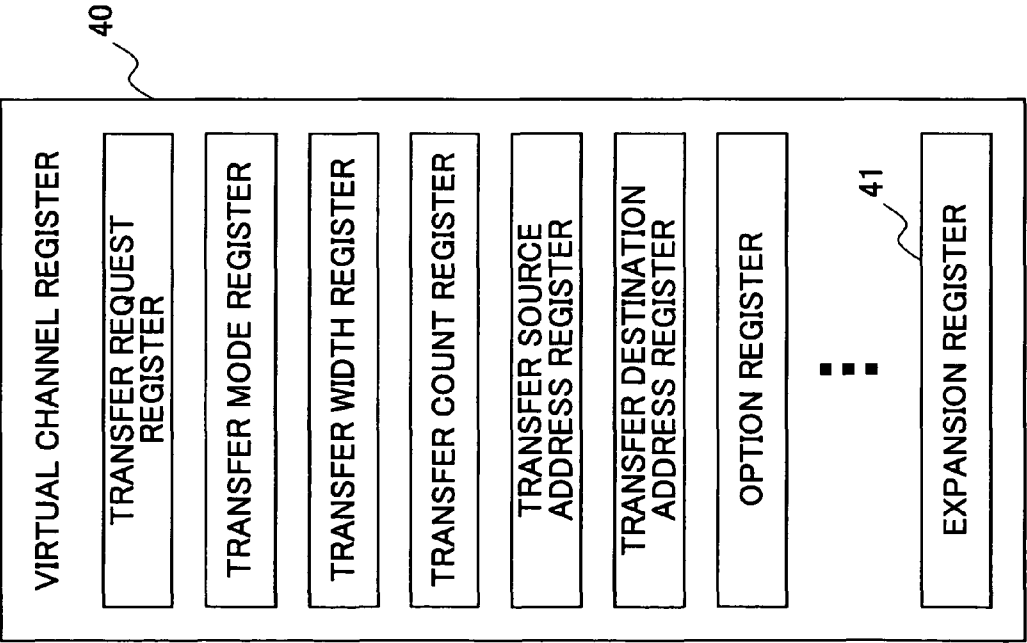 40
VIRTUAL CHANNEL REGISTER
TRANSFER REQUEST
REGISTER
TRANSFER MODE REGISTER
TRANSFER WIDTH REGISTER
TRANSFER COUNT REGISTER
TRANSFER SOURCE
ADDRESS REGISTER
TRANSFER DESTINATION
ADDRESS REGISTER
OPTION REGISTER
41
EXPANSION REGISTER